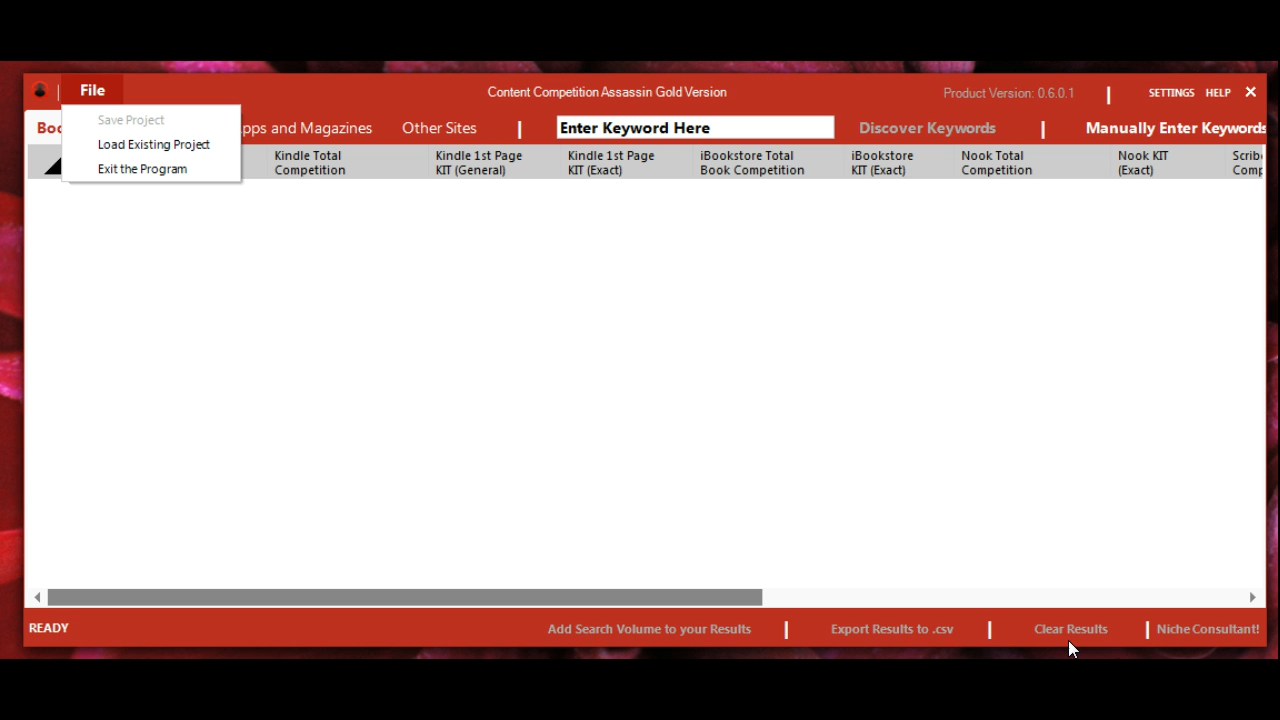 File
Content Competition Assassin Gold Version
Product Version: 0.6.0.1
SETTINGS
HELP
Save Project
Load Existing Project
Exit the Program
and Magazines
Other Sites
Enter Keyword Here
Discover Keywords
Manually Enter Keywords
Kindle Total
Competition
Kindle 1st Page
KIT (General)
Kindle 1st Page
KIT (Exact)
iBookstore Total
Book Competition
iBookstore
KIT (Exact)
Nook Total
Competition
Nook KIT
(Exact)
READY
Add Search Volume to your Results
Export Results to .csv
Clear Results
Niche Consultant!